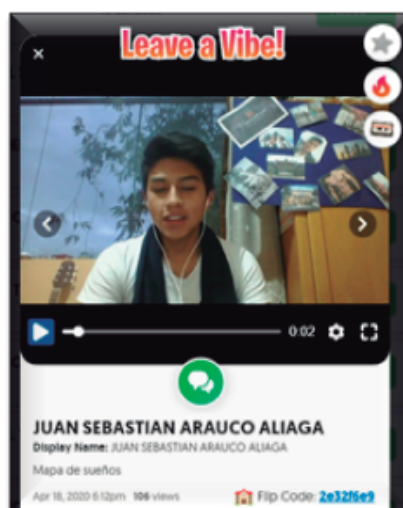 Leave a Vibe!
0:02
JUAN SEBASTIAN ARAUCO ALIAGA
Display Name: JUAN SEBASTIAN ARAUCO ALIAGA
Mapa de sueños
Apr 18, 2020 6:12pm 106 views
Flip Code: 2e32f6e9